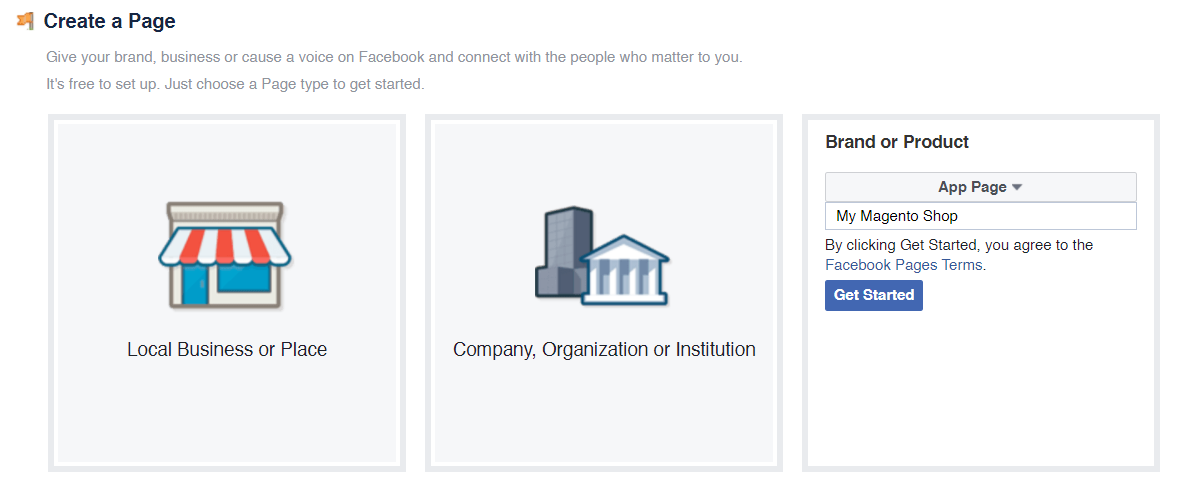 Create a Page
Give your brand, business or cause a voice on Facebook and connect with the people who matter to you.
It's free to set up. Just choose a Page type to get started.
Local Business or Place
Company, Organization or Institution
Brand or Product
App Page
My Magento Shop
By clicking Get Started, you agree to the
Facebook Pages Terms.
Get Started